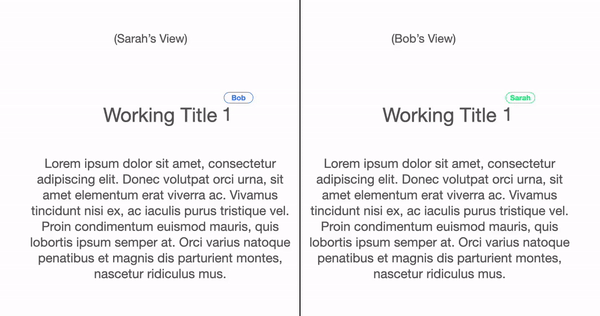 (Sarah's View)
Bob
Working Title 1
Lorem ipsum dolor sit amet, consectetur
adipiscing elit. Donec volutpat orci urna, sit
amet elementum erat viverra ac. Vivamus
tincidunt nisi ex, ac iaculis purus tristique vel.
Proin condimentum euismod mauris, quis
lobortis ipsum semper at. Orci varius natoque
penatibus et magnis dis parturient montes,
nascetur ridiculus mus.
(Bob's View)
Sarah
Working Title 1
Lorem ipsum dolor sit amet, consectetur
adipiscing elit. Donec volutpat orci urna, sit
amet elementum erat viverra ac. Vivamus
tincidunt nisi ex, ac iaculis purus tristique vel.
Proin condimentum euismod mauris, quis
lobortis ipsum semper at. Orci varius natoque
penatibus et magnis dis parturient montes,
nascetur ridiculus mus.